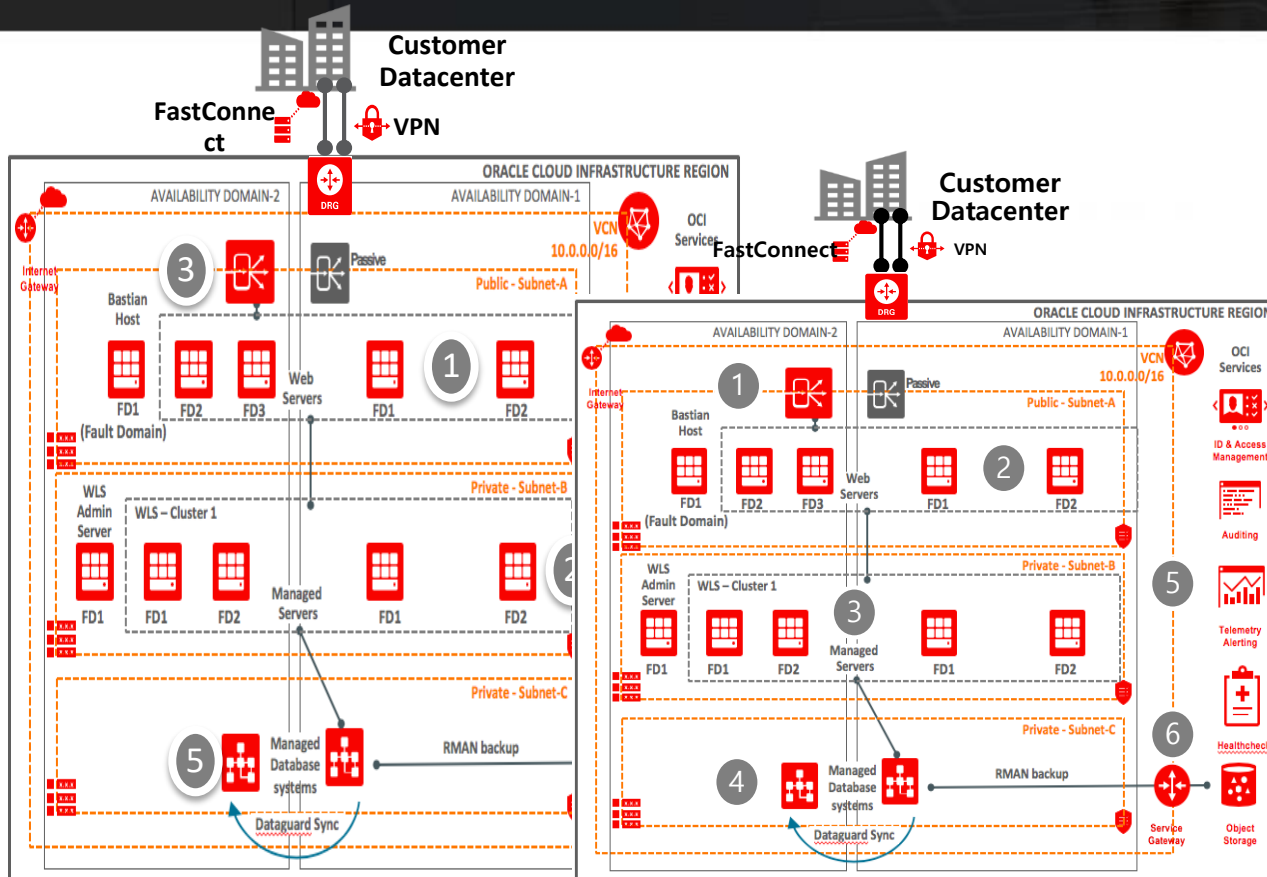 Customer
Datacenter
FastConne
ct
VPN
DRG
ORACLE CLOUD INFRASTRUCTURE REGION
AVAILABILITY DOMAIN-2
AVAILABILITY DOMAIN-1
VCN
10.0.0.0/16
OCI
Services
Internet
Gateway
3
Passive
Public - Subnet-A
Bastian
Host
1
Web
Servers
FD1
FD2
FD3
FD1
FD2
(Fault Domain)
Private - Subnet-B
WLS
Admin
Server
WLS – Cluster 1
2
Managed
Servers
FD1
FD1
FD2
FD1
FD2
Private - Subnet-C
5
Managed
Database
systems
RMAN backup
Dataguard Sync
Customer
Datacenter
FastConnect
VPN
DRG
ORACLE CLOUD INFRASTRUCTURE REGION
AVAILABILITY DOMAIN-2
AVAILABILITY DOMAIN-1
VCN
10.0.0.0/16
OCI
Services
Internet
Gateway
1
Passive
Public - Subnet-A
Bastian
Host
2
Web
Servers
FD1
FD2
FD3
FD1
FD2
(Fault Domain)
ID & Access
Management
Auditing
Private - Subnet-B
WLS
Admin
Server
WLS – Cluster 1
3
Managed
Servers
FD1
FD1
FD2
FD1
FD2
5
Telemetry
Alerting
Private - Subnet-C
4
Managed
Database
systems
RMAN backup
Dataguard Sync
6
Healthcheck
Service
Gateway
Object
Storage